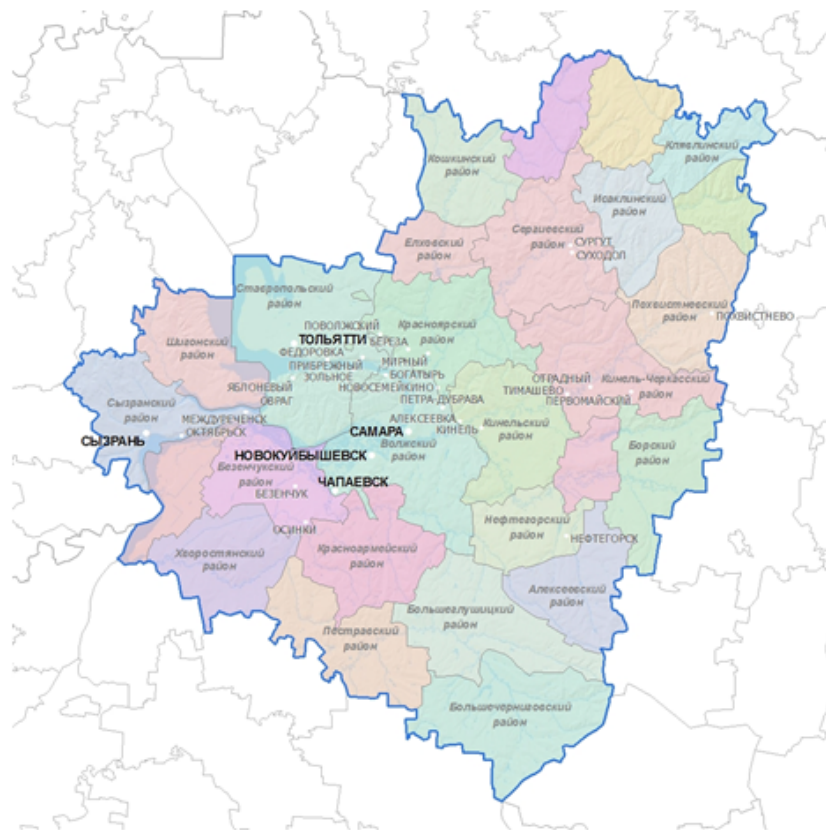 Кошкинский
район
Клявлинский
район
Исаклинский
район
Сергиевский
район
СУРГУТ
СУХОДОЛ
Елховский
район
Ставропольский
район
Похвистневский
район
ПОХВИСТНЕВО
ПОВОЛЖСКИЙ
Красноярский
район
ТОЛЬЯТТИ
БЕРЕЗА
Шигонский
район
ФЕДОРОВКА
ПРИБРЕЖНЫЙ
МИРНЫЙ
ЗОЛЬНОЕ
БОГАТЫРЬ
ЯБЛОНЕВЫЙ
ОВРАГ
НОВОСЕМЕЙКИНО
ПЕТРА-ДУБРАВА
ОТРАДНЫЙ
ТИМАШЕВО
ПЕРВОМАЙСКИЙ
Кинель-Черкасский
район
Сызранский
район
МЕЖДУРЕЧЕНСК
ОКТЯБРЬСК
СЫЗРАНЬ
АЛЕКСЕЕВКА
КИНЕЛЬ
Кинельский
район
САМАРА
Волжский
район
Борский
район
НОВОКУЙБЫШЕВСК
Безенчукский
район
БЕЗЕНЧУК
ЧАПАЕВСК
ОСИНКИ
Нефтегорский
район
НЕФТЕГОРСК
Хворостянский
район
Красноармейский
район
Алексеевский
район
Большеглушицкий
район
Пестравский
район
Большечерниговский
район